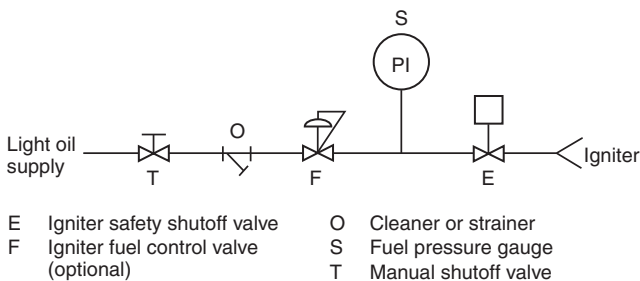 S
PI
O
Light oil
supply
Igniter
T
F
E
E Igniter safety shutoff valve
F Igniter fuel control valve
(optional)
O Cleaner or strainer
S Fuel pressure gauge
T Manual shutoff valve